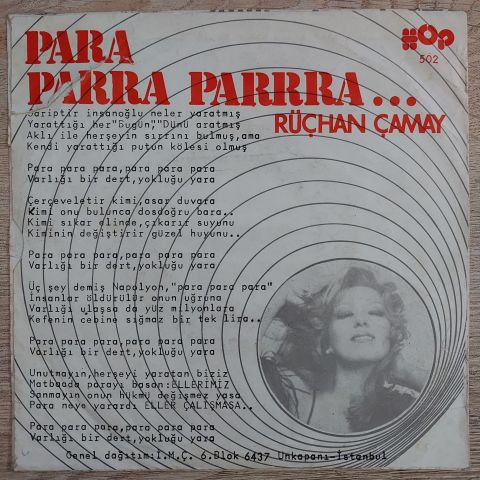 PARA
HOP
502
PARRA PARRRA...
RÜÇHAN ÇAMAY
Gariptir insanoğlu neler yaratmış
Yarattığı her "Bugün","Dünü aratmış
Aklı ile herşeyin sırrını bulmuş,ama
Kendi yarattığı putun kölesi olmuş
Para para para,para para para
Varlığı bir dert,yokluğu yara
Çerçeveletir kimi,asar duvara
Kimi onu bulunca dosdoğru bara..
Kimi sıkar elinde,çıkarır suyunu
Kiminin değiştirir güzel huyunu..
Para para para,para para para
Varlığı bir dert,yokluğu yara
Üç şey demiş Napolyon,"para para para"
İnsanlar öldürülür onun uğruna
Varlığı ulaşsa da yüz milyonlara
Kefenin cebine sığmaz bir tek lira..
Para para para,para para para
Varlığı bir dert,yokluğu yara
Unutmayın,herşeyi yaratan biziz
Matbaada parayı basan:ELLERİMİZ
Sanmayın onun hükmü değişmez yasa
Para neye yarardı ELLER ÇALIŞMASA..
Para para para,para para para
Varlığı bir dert,yokluğu yara
Genel dağıtım:İ.M.Ç. 6.Blok 6437 Unkapanı-İstanbul